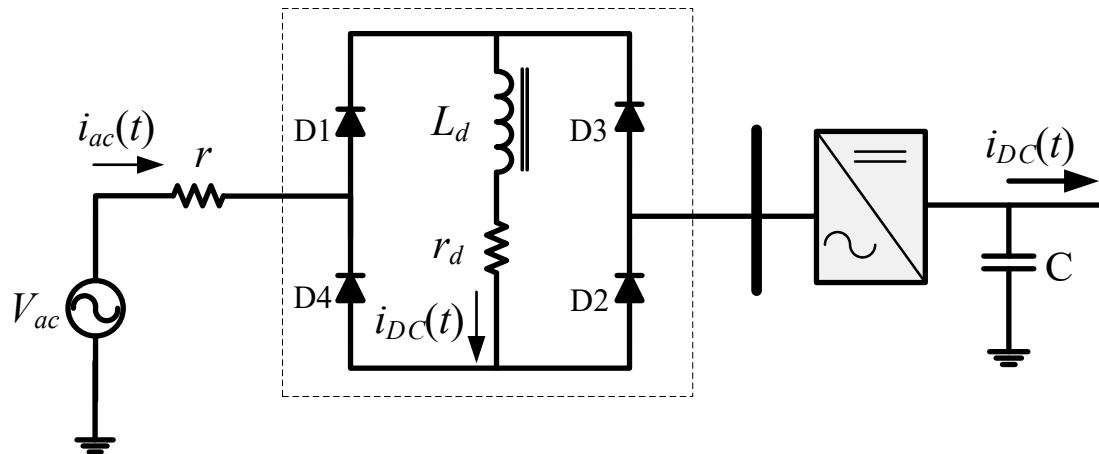 i_ac(t)
r
V_ac
D1
D4
L_d
r_d
i_DC(t)
D3
D2
i_DC(t)
C